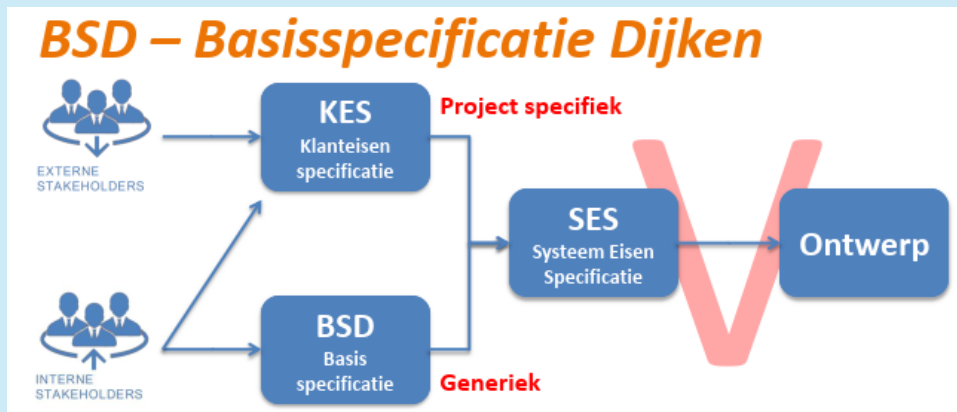 BSD – Basisspecificatie Dijken
EXTERNE
STAKEHOLDERS
KES
Klanteisen
specificatie
Project specifiek
SES
Systeem Eisen
Specificatie
V
Ontwerp
INTERNE
STAKEHOLDERS
BSD
Basis
specificatie
Generiek